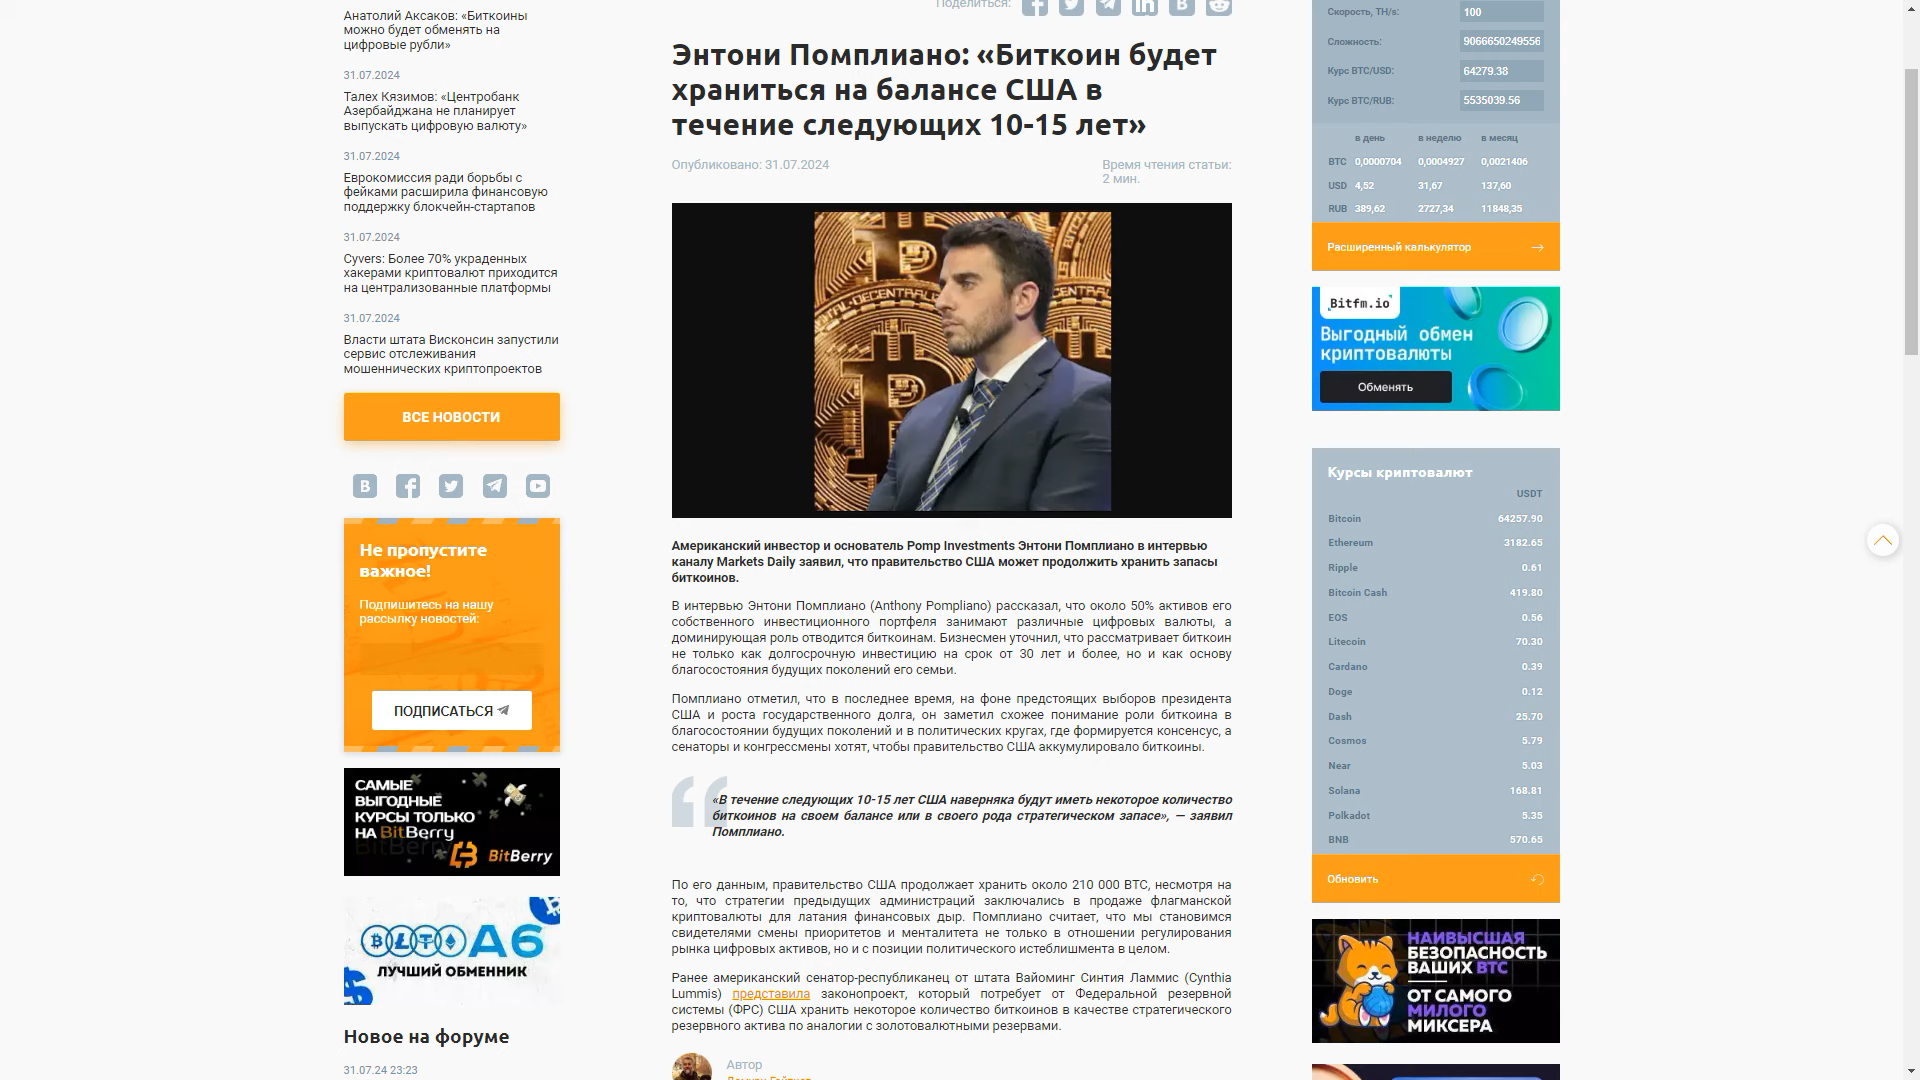 Анатолий Аксаков: «Биткоины
можно будет обменять на
цифровые рубли»
31.07.2024
Талех Кязимов: «Центробанк
Азербайджана не планирует
выпускать цифровую валюту»
31.07.2024
Еврокомиссия ради борьбы с
фейками расширила финансовую
поддержку блокчейн-стартапов
31.07.2024
Cyvers: Более 70% украденных
хакерами криптовалют приходится
на централизованные платформы
31.07.2024
Власти штата Висконсин запустили
сервис отслеживания
мошеннических криптопроектов
ВСЕ НОВОСТИ
Не пропустите
важное!
Подпишитесь на нашу
рассылку новостей:
ПОДПИСАТЬСЯ
САМЫЕ
ВЫГОДНЫЕ
КУРСЫ ТОЛЬКО
НА BitBerry
BitBerry
BitBerry
А6
ЛУЧШИЙ ОБМЕННИК
Новое на форуме
31.07.24 23:23
Поделиться:
Энтони Помплиано: «Биткоин будет
храниться на балансе США в
течение следующих 10-15 лет»
Опубликовано: 31.07.2024
Время чтения статьи:
2 мин.
DECENTRAL
Американский инвестор и основатель Pomp Investments Энтони Помплиано в интервью
каналу Markets Daily заявил, что правительство США может продолжить хранить запасы
биткоинов.
В интервью Энтони Помплиано (Anthony Pompliano) рассказал, что около 50% активов его
собственного инвестиционного портфеля занимают различные цифровых валюты, а
доминирующая роль отводится биткоинам. Бизнесмен уточнил, что рассматривает биткоин
не только как долгосрочную инвестицию на срок от 30 лет и более, но и как основу
благосостояния будущих поколений его семьи.
Помплиано отметил, что в последнее время, на фоне предстоящих выборов президента
США и роста государственного долга, он заметил схожее понимание роли биткоина в
благосостоянии будущих поколений и в политических кругах, где формируется консенсус, а
сенаторы и конгрессмены хотят, чтобы правительство США аккумулировало биткоины.
«В течение следующих 10-15 лет США наверняка будут иметь некоторое количество
биткоинов на своем балансе или в своего рода стратегическом запасе», — заявил
Помплиано.
По его данным, правительство США продолжает хранить около 210 000 BTC, несмотря на
то, что стратегии предыдущих администраций заключались в продаже флагманской
криптовалюты для латания финансовых дыр. Помплиано считает, что мы становимся
свидетелями смены приоритетов и менталитета не только в отношении регулирования
рынка цифровых активов, но и с позиции политического истеблишмента в целом.
Ранее американский сенатор-республиканец от штата Вайоминг Синтия Ламмис (Cynthia
Lummis) представила законопроект, который потребует от Федеральной резервной
системы (ФРС) США хранить некоторое количество биткоинов в качестве стратегического
резервного актива по аналогии с золотовалютными резервами.
Автор
Скорость, TH/s: 100
Сложность: 9066650249556
Курс BTC/USD: 64279.38
Курс BTC/RUB: 5535039.56
в день в неделю в месяц
BTC 0,0000704 0,0004927 0,0021406
USD 4,52 31,67 137,60
RUB 389,62 2727,34 11848,35
Расширенный калькулятор
Bitfm.io
Выгодный обмен
криптовалюты
Обменять
Курсы криптовалют
USDT
Bitcoin 64257.90
Ethereum 3182.65
Ripple 0.61
Bitcoin Cash 419.80
EOS 0.56
Litecoin 70.30
Cardano 0.39
Doge 0.12
Dash 25.70
Cosmos 5.79
Near 5.03
Solana 168.81
Polkadot 5.35
BNB 570.65
Обновить
НАИВЫСШАЯ
БЕЗОПАСНОСТЬ
ВАШИХ BTC
ОТ САМОГО
МИЛОГО
МИКСЕРА